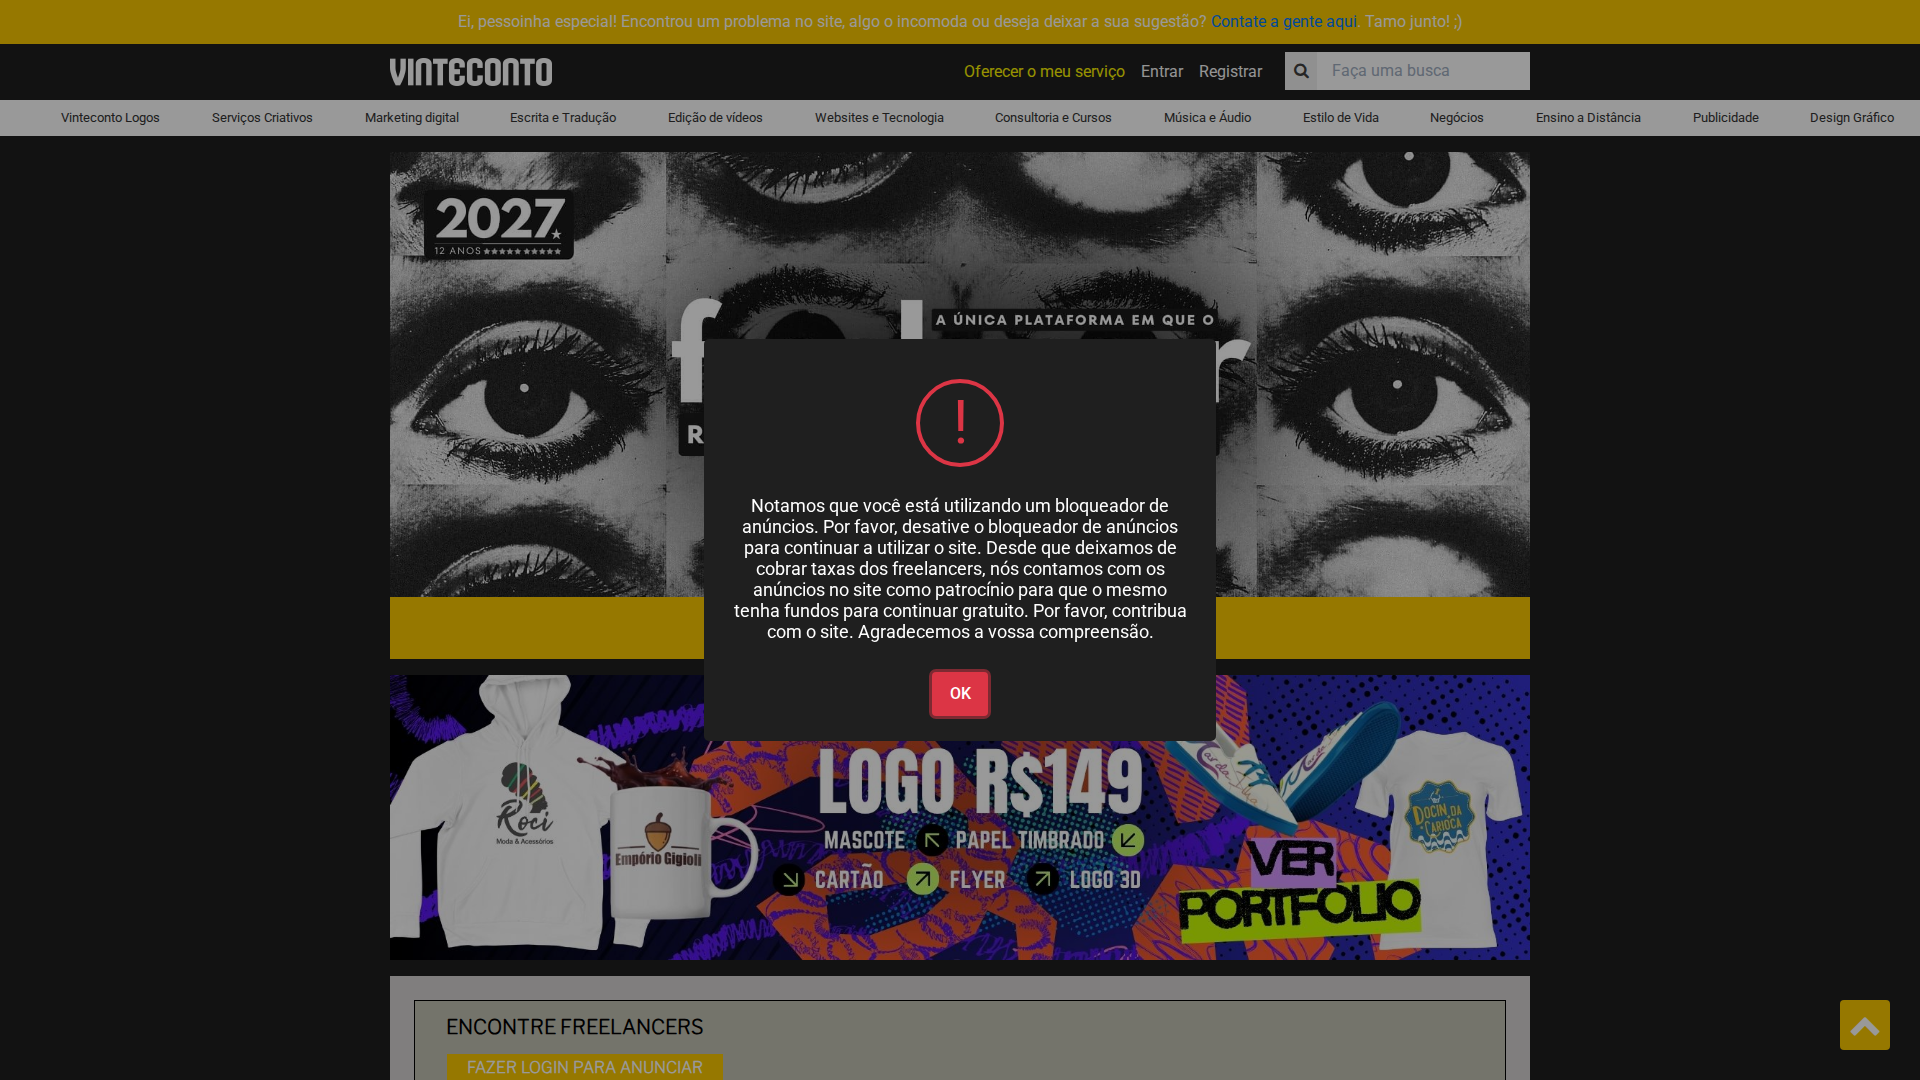 Ei, pessoinha especial! Encontrou um problema no site, algo o incomoda ou deseja deixar a sua sugestão? Contate a gente aqui. Tamo junto! ;)
VINTECONTO
Oferecer o meu serviço
Entrar
Registrar
Faça uma busca
Vinteconto Logos
Serviços Criativos
Marketing digital
Escrita e Tradução
Edição de vídeos
Websites e Tecnologia
Consultoria e Cursos
Música e Áudio
Estilo de Vida
Negócios
Ensino a Distância
Publicidade
Design Gráfico
2027
12 ANOS
A ÚNICA PLATAFORMA EM QUE O
Notamos que você está utilizando um bloqueador de
anúncios. Por favor, desative o bloqueador de anúncios
para continuar a utilizar o site. Desde que deixamos de
cobrar taxas dos freelancers, nós contamos com os
anúncios no site como patrocínio para que o mesmo
tenha fundos para continuar gratuito. Por favor, contribua
com o site. Agradecemos a vossa compreensão.
OK
LOGO R$149
MASCOTE
PAPEL TIMBRADO
CARTÃO
FLYER
LOGO 3D
Roci
Moda & Acessórios
Empório Gigioli
DOCIN DA
CARIOCA
VER
PORTFOLIO
ENCONTRE FREELANCERS
FAZER LOGIN PARA ANUNCIAR